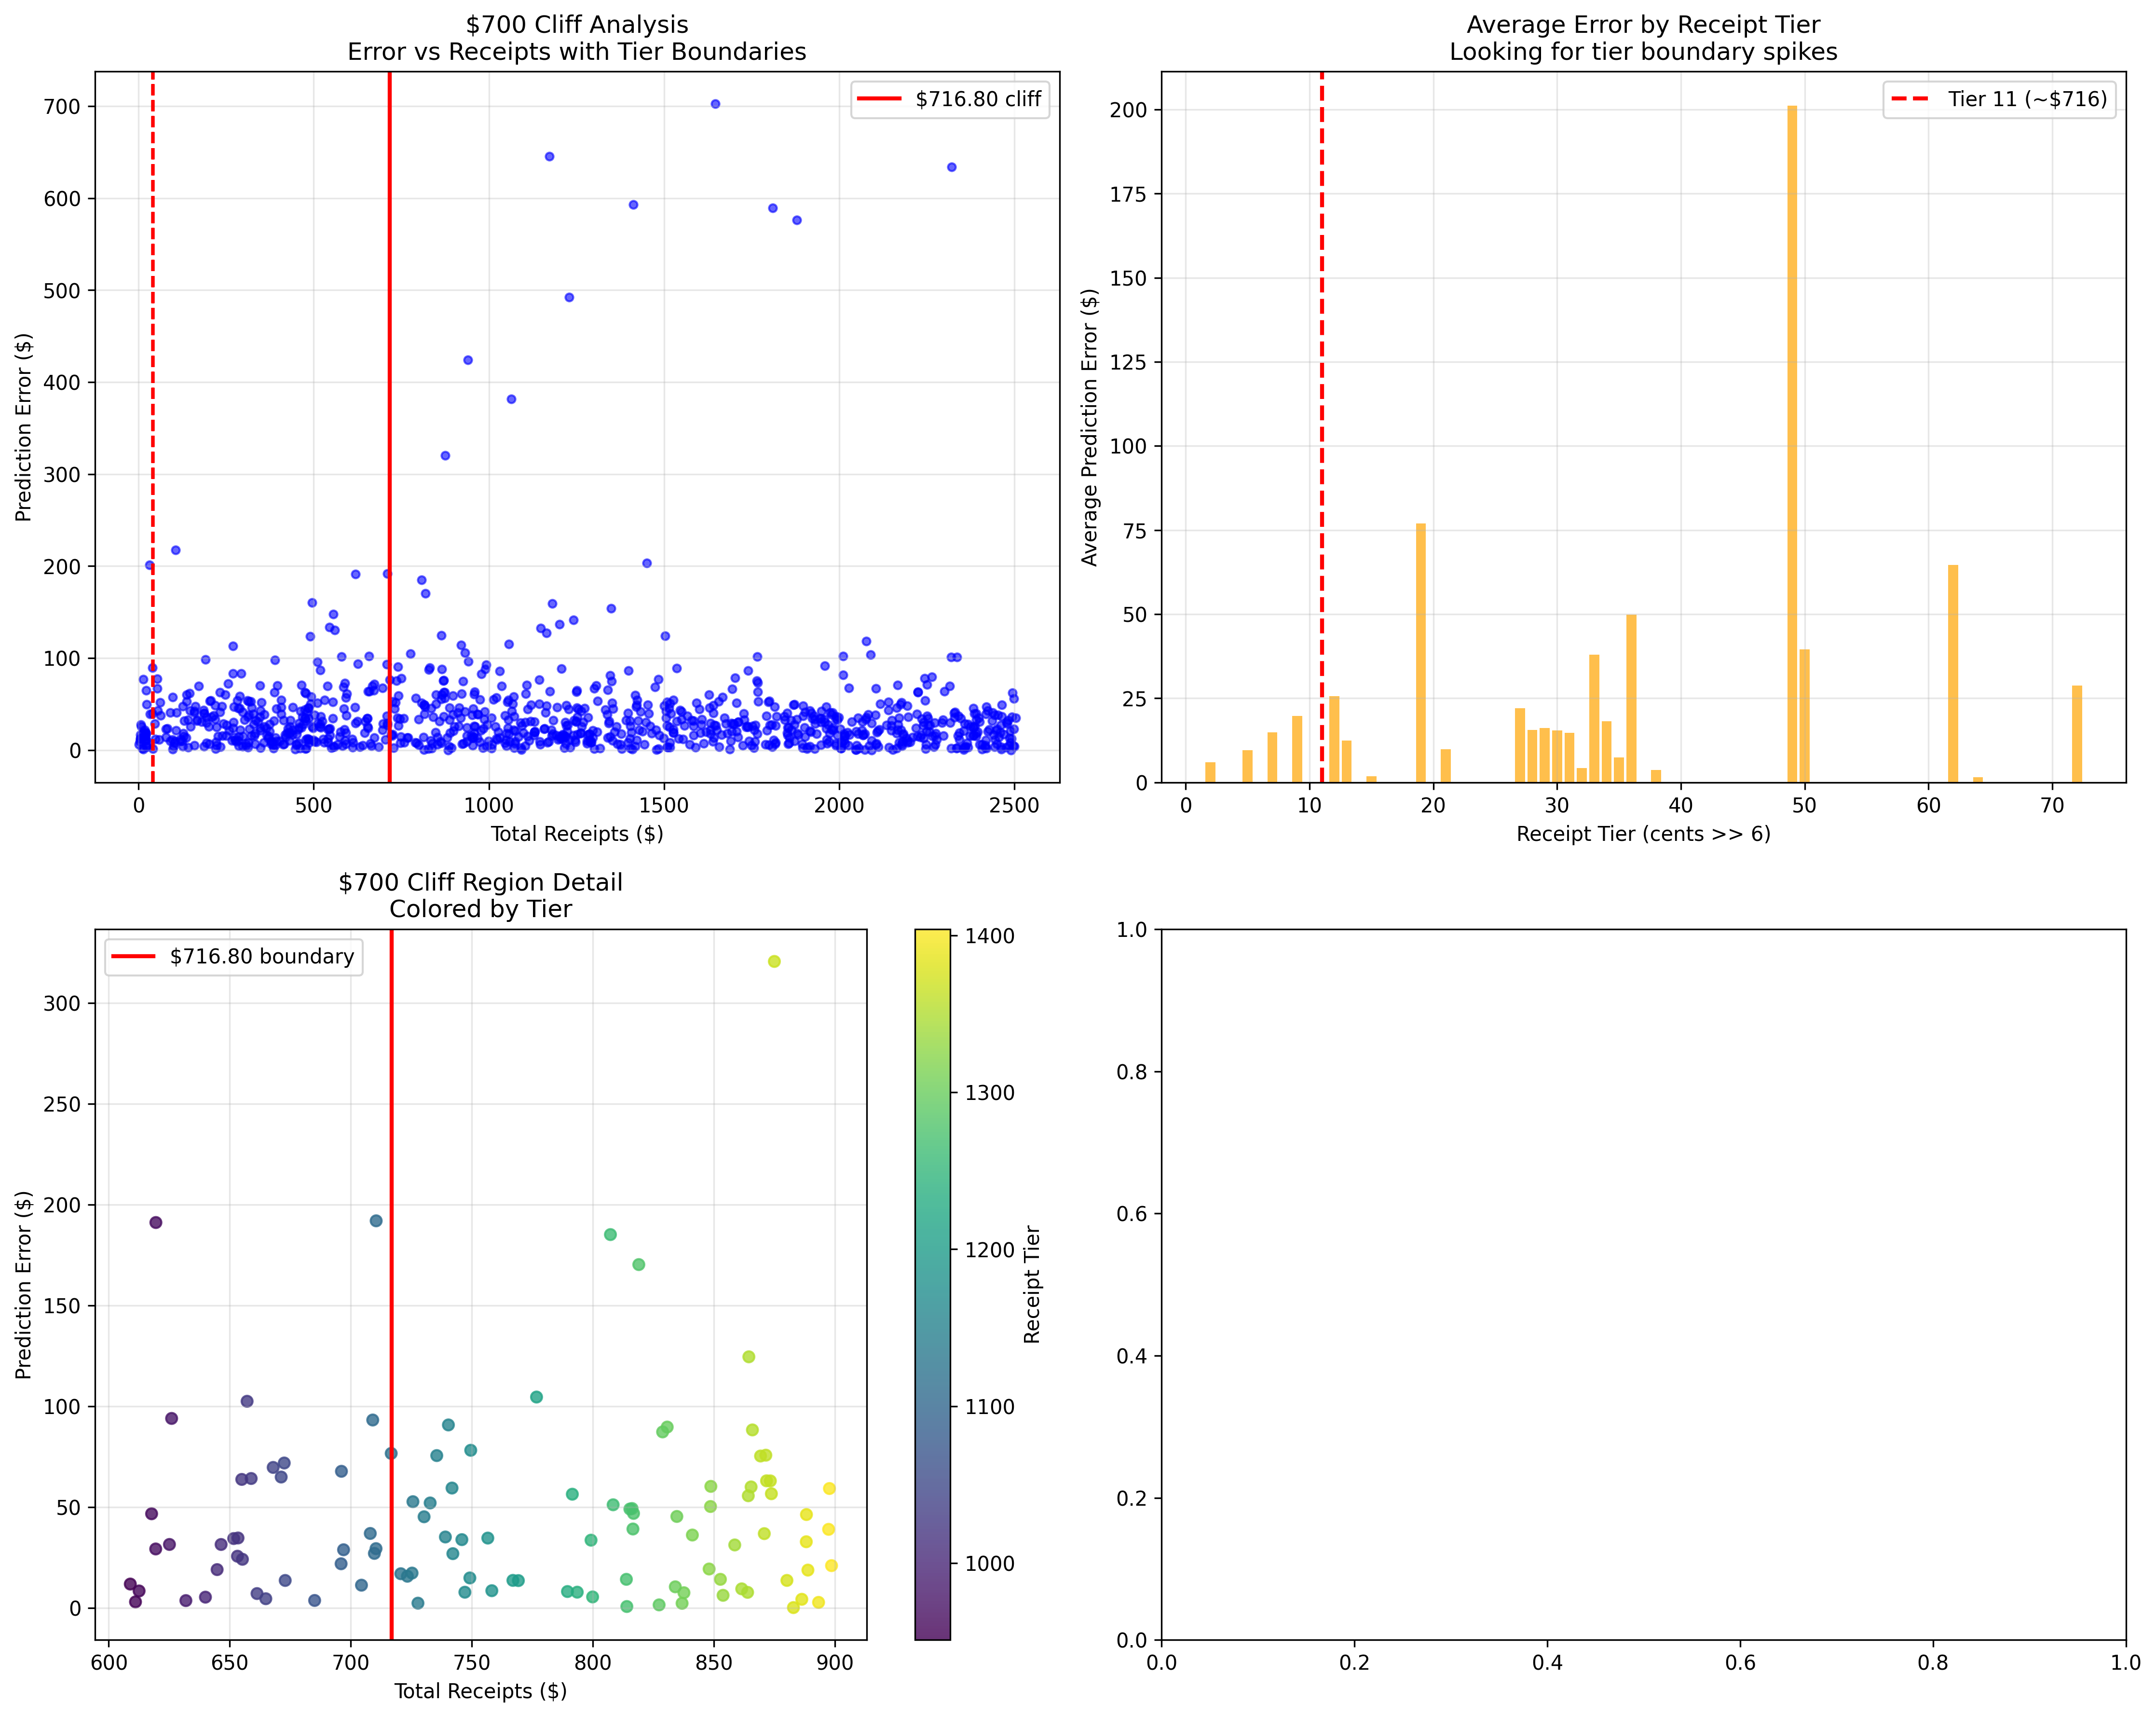 $700 Cliff Analysis
Error vs Receipts with Tier Boundaries
$716.80 cliff
700
600
500
400
300
200
100
0
Prediction Error ($)
0 500 1000 1500 2000 2500
Total Receipts ($)
Average Error by Receipt Tier
Looking for tier boundary spikes
Tier 11 (~$716)
200
175
150
125
100
75
50
25
0
Average Prediction Error ($)
0 10 20 30 40 50 60 70
Receipt Tier (cents >> 6)
$700 Cliff Region Detail
Colored by Tier
$716.80 boundary
300
250
200
150
100
50
0
Prediction Error ($)
600 650 700 750 800 850 900
Total Receipts ($)
1400
1300
1200
1100
1000
Receipt Tier
1.0
0.8
0.6
0.4
0.2
0.0
0.0 0.2 0.4 0.6 0.8 1.0